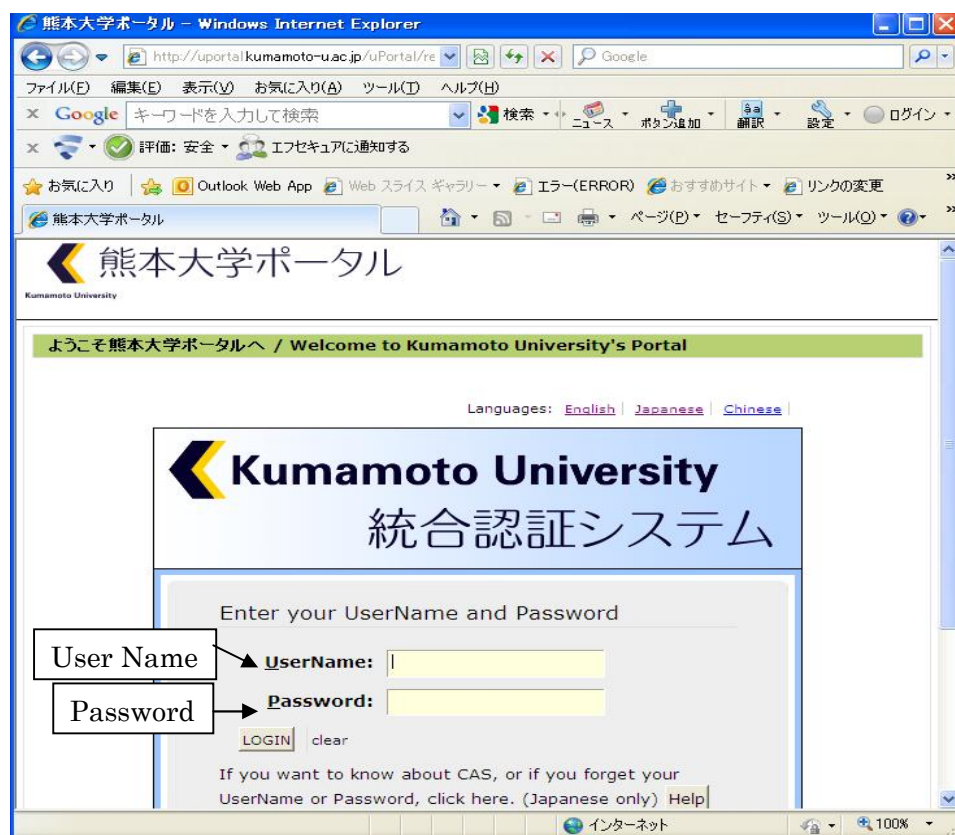 熊本大学ポータル - Windows Internet Explorer
http://uportal.kumamoto-u.ac.jp/uPortal/re
Google
ファイル(F) 編集(E) 表示(V) お気に入り(A) ツール(T) ヘルプ(H)
x Google キーワードを入力して検索 検索 ニュース ボタン追加 翻訳 設定 ログイン
x 評価: 安全 エフセキュアに通知する
お気に入り Outlook Web App Web スライス ギャラリー エラー(ERROR) おすすめサイト リンクの変更 »
熊本大学ポータル ページ(P) セーフティ(S) ツール(O) »
熊本大学ポータル
Kumamoto University
ようこそ熊本大学ポータルへ / Welcome to Kumamoto University's Portal
Languages: English | Japanese | Chinese |
Kumamoto University
統合認証システム
Enter your UserName and Password
User Name
UserName:
Password
Password:
LOGIN clear
If you want to know about CAS, or if you forget your
UserName or Password, click here. (Japanese only) Help
インターネット 100%